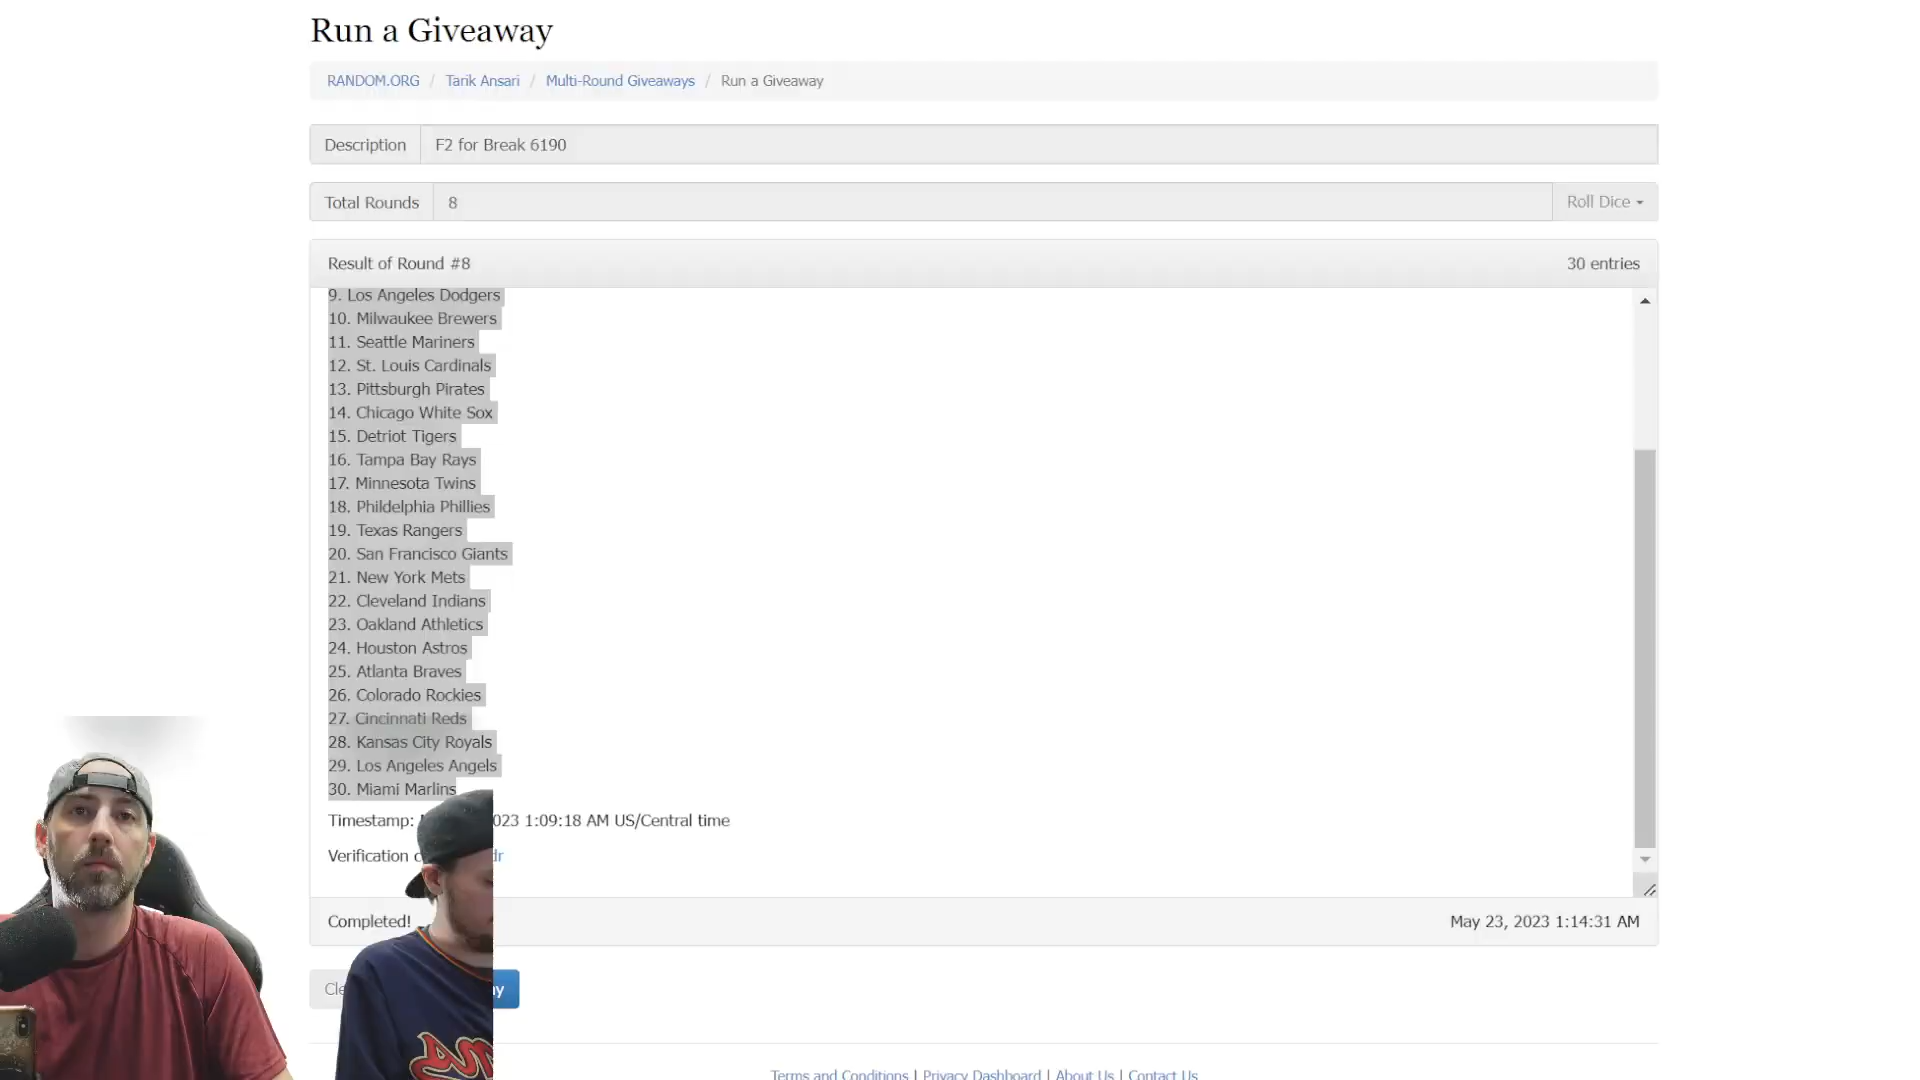 Run a Giveaway
RANDOM.ORG / Tarik Ansari / Multi-Round Giveaways / Run a Giveaway
Description F2 for Break 6190
Total Rounds 8 Roll Dice
Result of Round #8 30 entries
9. Los Angeles Dodgers
10. Milwaukee Brewers
11. Seattle Mariners
12. St. Louis Cardinals
13. Pittsburgh Pirates
14. Chicago White Sox
15. Detriot Tigers
16. Tampa Bay Rays
17. Minnesota Twins
18. Phildelphia Phillies
19. Texas Rangers
20. San Francisco Giants
21. New York Mets
22. Cleveland Indians
23. Oakland Athletics
24. Houston Astros
25. Atlanta Braves
26. Colorado Rockies
27. Cincinnati Reds
28. Kansas City Royals
29. Los Angeles Angels
30. Miami Marlins
Timestamp: 1:09:18 AM US/Central time
Verification
Completed! May 23, 2023 1:14:31 AM
Terms and Conditions | Privacy Dashboard | About Us | Contact Us